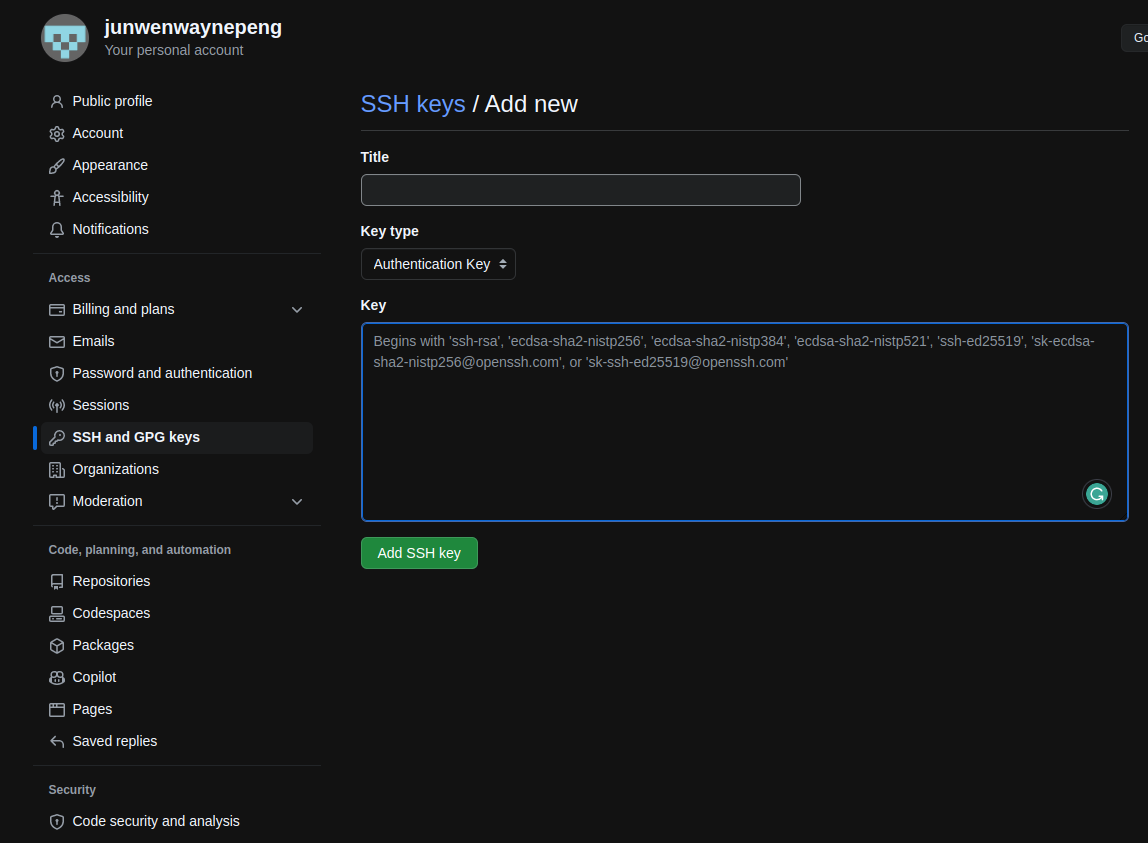 junwenwaynepeng
Your personal account
Go
Public profile
Account
Appearance
Accessibility
Notifications
Access
Billing and plans
Emails
Password and authentication
Sessions
SSH and GPG keys
Organizations
Moderation
Code, planning, and automation
Repositories
Codespaces
Packages
Copilot
Pages
Saved replies
Security
Code security and analysis
SSH keys / Add new
Title
Key type
Authentication Key
Key
Begins with 'ssh-rsa', 'ecdsa-sha2-nistp256', 'ecdsa-sha2-nistp384', 'ecdsa-sha2-nistp521', 'ssh-ed25519', 'sk-ecdsa-
sha2-nistp256@openssh.com', or 'sk-ssh-ed25519@openssh.com'
Add SSH key